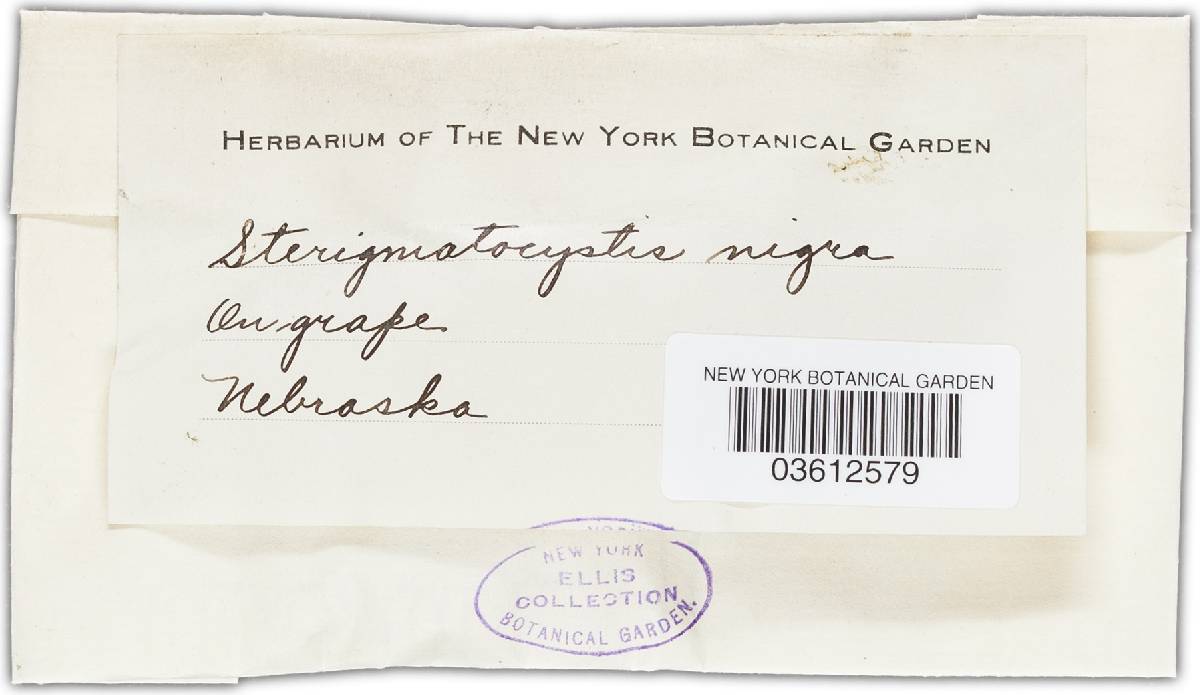 HERBARIUM OF THE NEW YORK BOTANICAL GARDEN
Sterigmatocystis nigra
On grape
Nebraska
NEW YORK BOTANICAL GARDEN
03612579
NEW YORK
ELLIS
COLLECTION
BOTANICAL GARDEN.